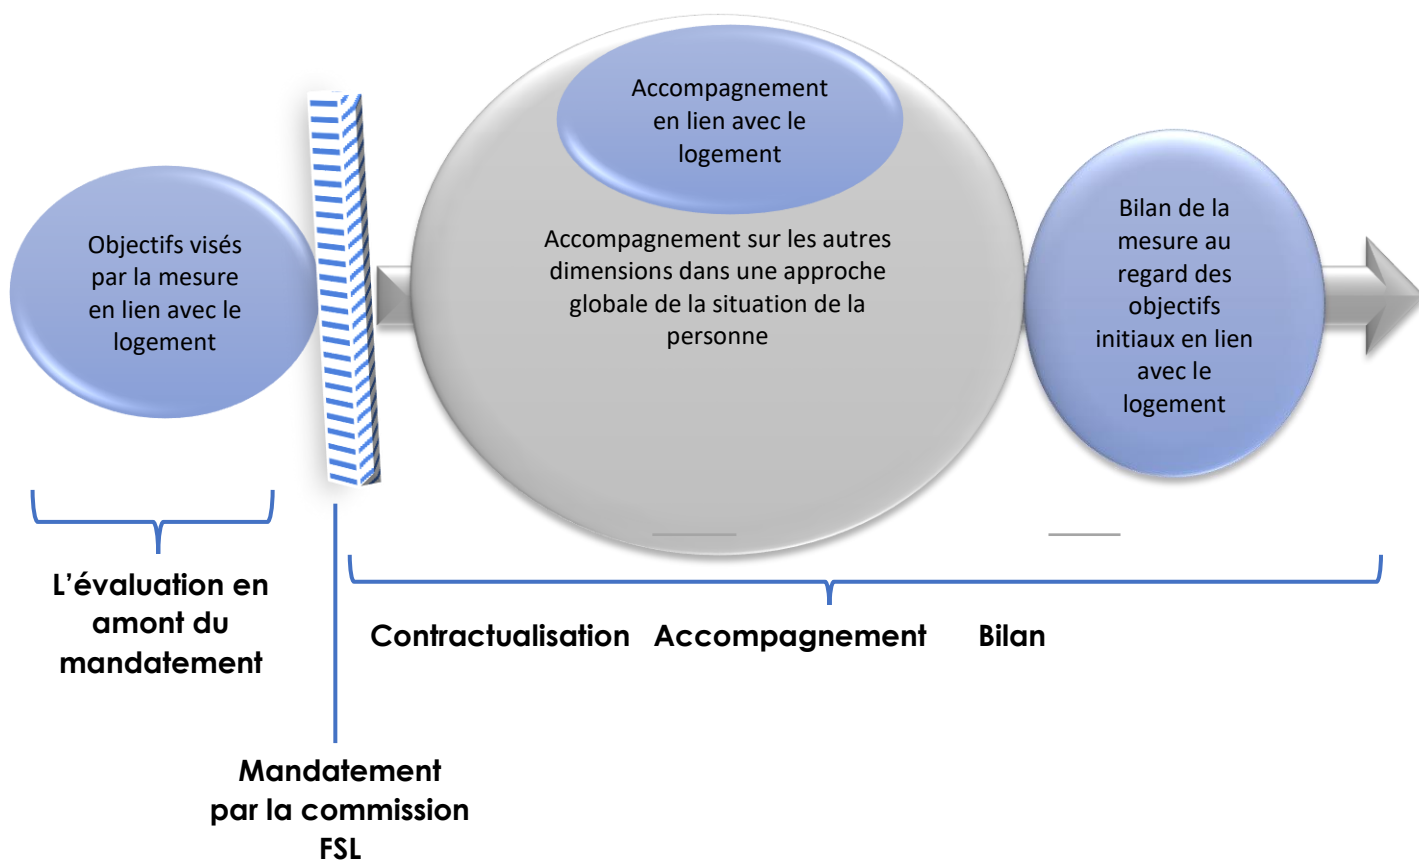 Objectifs visés
par la mesure
en lien avec le
logement
Accompagnement
en lien avec le
logement
Accompagnement sur les autres
dimensions dans une approche
globale de la situation de la
personne
Bilan de la
mesure au
regard des
objectifs
initiaux en lien
avec le
logement
L’évaluation en
amont du
mandatement
Contractualisation Accompagnement Bilan
Mandatement
par la commission
FSL